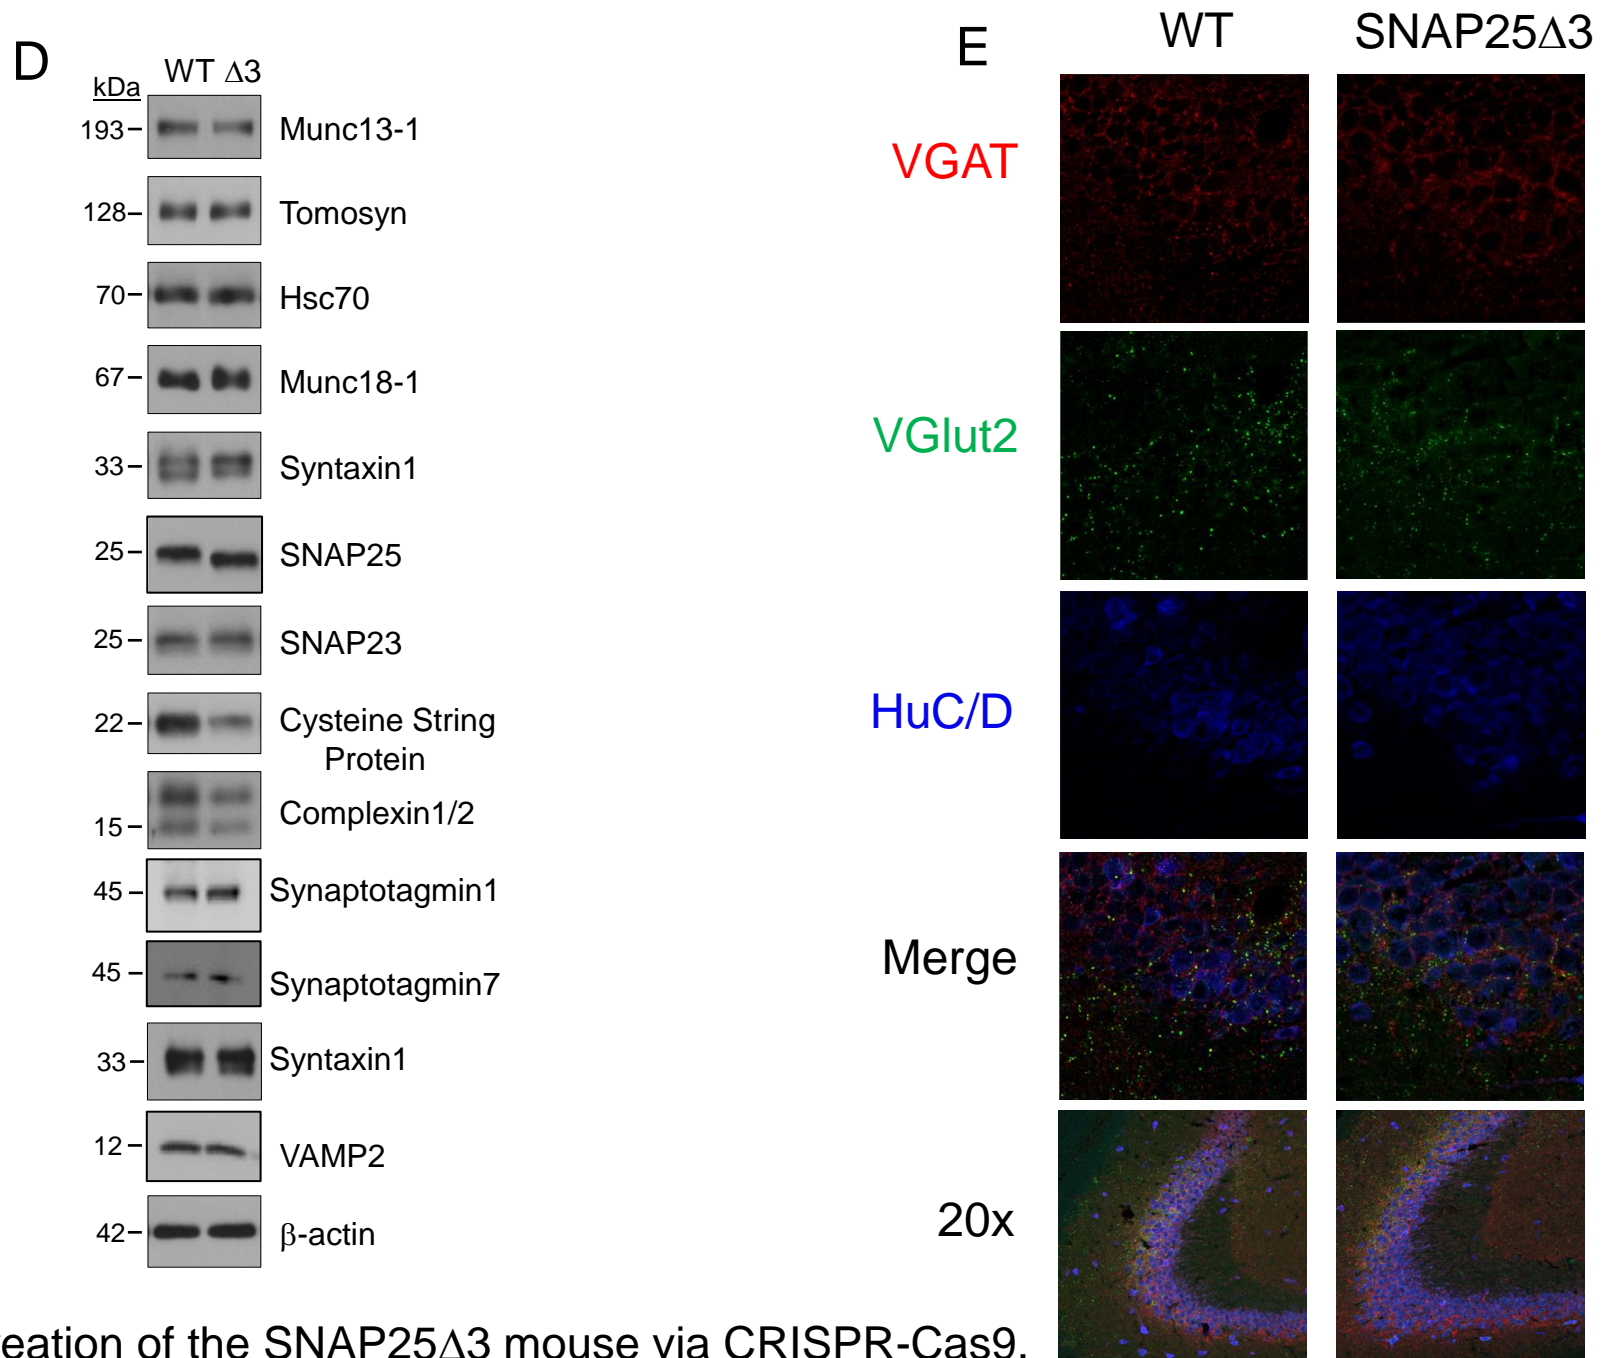 D
kDa
WT Δ3
193 Munc13-1
128 Tomosyn
70 Hsc70
67 Munc18-1
33 Syntaxin1
25 SNAP25
25 SNAP23
22 Cysteine String
Protein
15 Complexin1/2
45 Synaptotagmin1
45 Synaptotagmin7
33 Syntaxin1
12 VAMP2
42 β-actin
E
WT SNAP25Δ3
VGAT
VGlut2
HuC/D
Merge
20x
eation of the SNAP25Δ3 mouse via CRISPR-Cas9.